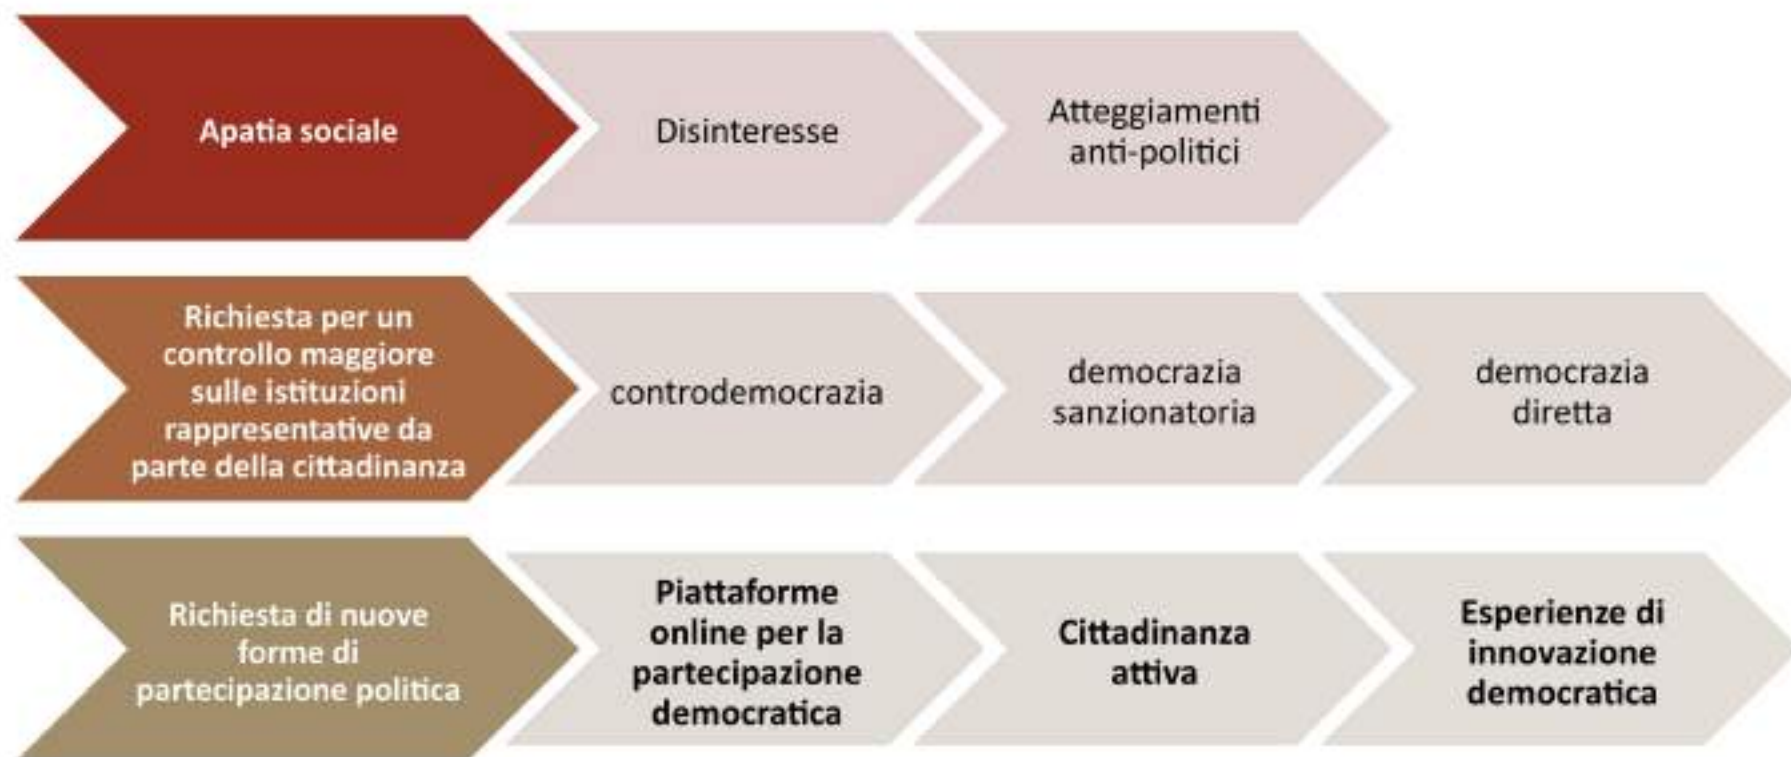 Apatia sociale
Disinteresse
Atteggiamenti
anti-politici
Richiesta per un
controllo maggiore
sulle istituzioni
rappresentative da
parte della cittadinanza
controdemocrazia
democrazia
sanzionatoria
democrazia
diretta
Richiesta di nuove
forme di
partecipazione politica
Piattaforme
online per la
partecipazione
democratica
Cittadinanza
attiva
Esperienze di
innovazione
democratica